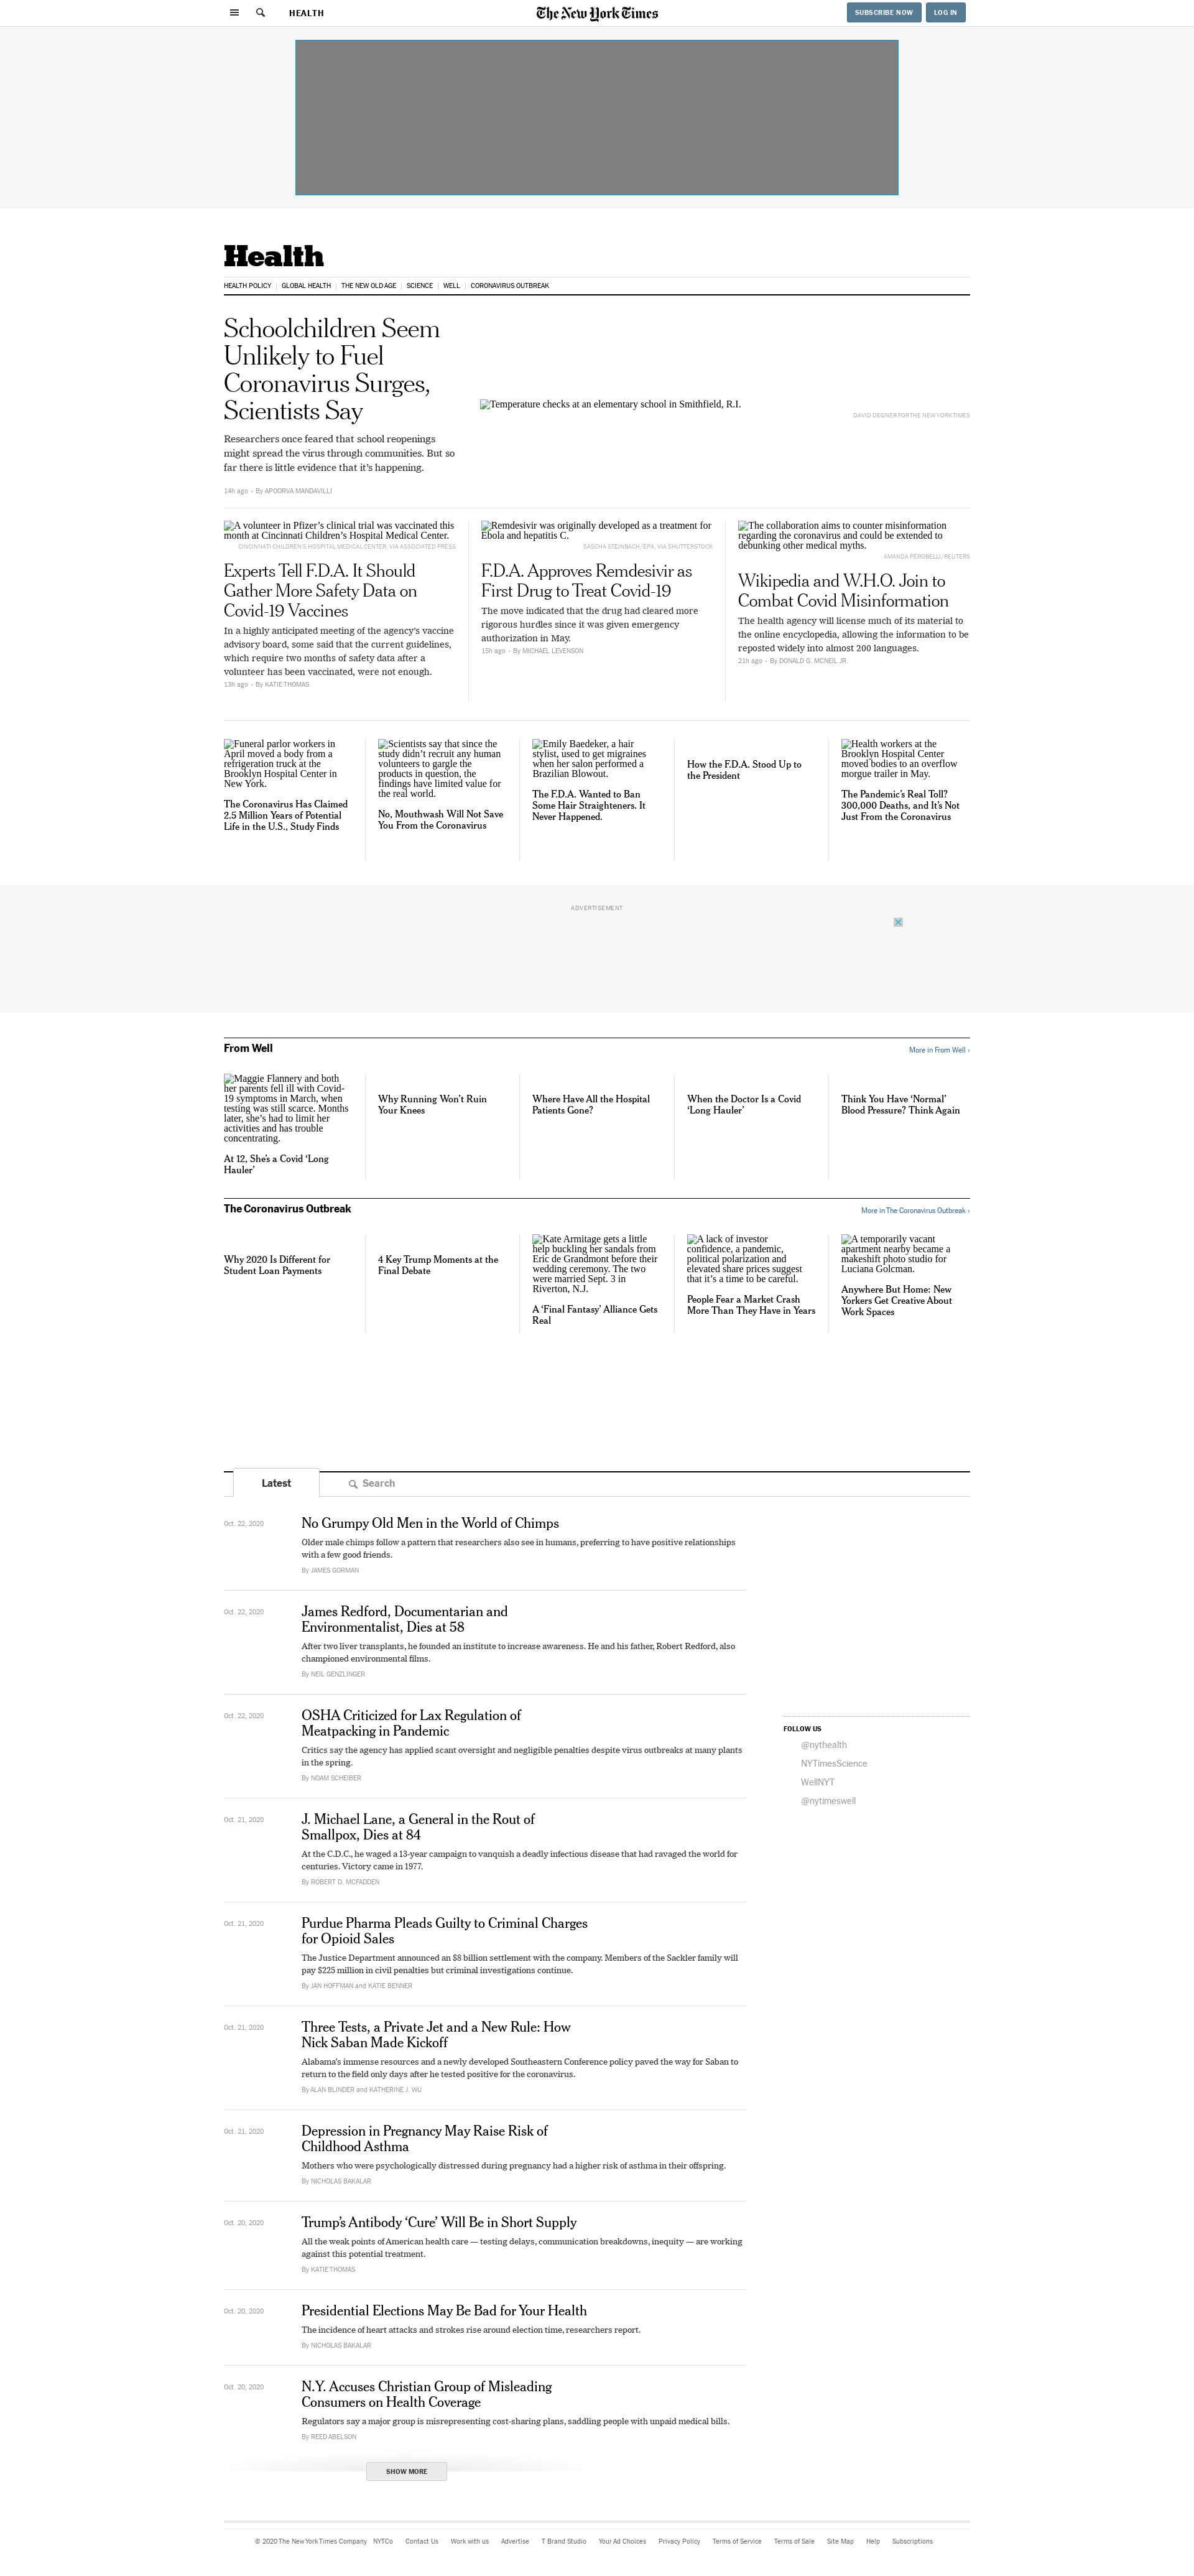 HEALTH
The New York Times
SUBSCRIBE NOW
LOG IN
Health
HEALTH POLICY
GLOBAL HEALTH
THE NEW OLD AGE
SCIENCE
WELL
CORONAVIRUS OUTBREAK
Schoolchildren Seem
Unlikely to Fuel
Coronavirus Surges,
Scientists Say
Researchers once feared that school reopenings
might spread the virus through communities. But so
far there is little evidence that it's happening.
14h ago - By APOORVA MANDAVILLI
Temperature checks at an elementary school in Smithfield, R.I.
DAVID DEGNER FOR THE NEW YORK TIMES
A volunteer in Pfizer's clinical trial was vaccinated this
month at Cincinnati Children's Hospital Medical Center.
CINCINNATI CHILDREN'S HOSPITAL MEDICAL CENTER, VIA ASSOCIATED PRESS
Experts Tell F.D.A. It Should
Gather More Safety Data on
Covid-19 Vaccines
In a highly anticipated meeting of the agency's vaccine
advisory board, some said that the current guidelines,
which require two months of safety data after a
volunteer has been vaccinated, were not enough.
13h ago - By KATIE THOMAS
Remdesivir was originally developed as a treatment for
Ebola and hepatitis C.
SASCHA STEINBACH/EPA, VIA SHUTTERSTOCK
F.D.A. Approves Remdesivir as
First Drug to Treat Covid-19
The move indicated that the drug had cleared more
rigorous hurdles since it was given emergency
authorization in May.
15h ago - By MICHAEL LEVENSON
The collaboration aims to counter misinformation
regarding the coronavirus and could be extended to
debunking other medical myths.
AMANDA PEROBELLI/REUTERS
Wikipedia and W.H.O. Join to
Combat Covid Misinformation
The health agency will license much of its material to
the online encyclopedia, allowing the information to be
reposted widely into almost 200 languages.
21h ago - By DONALD G. MCNEIL JR.
Funeral parlor workers in
April moved a body from a
refrigeration truck at the
Brooklyn Hospital Center in
New York.
The Coronavirus Has Claimed
2.5 Million Years of Potential
Life in the U.S., Study Finds
Scientists say that since the
study didn't recruit any human
volunteers to gargle the
products in question, the
findings have limited value for
the real world.
No, Mouthwash Will Not Save
You From the Coronavirus
Emily Baedeker, a hair
stylist, used to get migraines
when her salon performed a
Brazilian Blowout.
The F.D.A. Wanted to Ban
Some Hair Straighteners. It
Never Happened.
How the F.D.A. Stood Up to
the President
Health workers at the
Brooklyn Hospital Center
moved bodies to an overflow
morgue trailer in May.
The Pandemic's Real Toll?
300,000 Deaths, and It's Not
Just From the Coronavirus
ADVERTISEMENT
From Well
More in From Well ›
Maggie Flannery and both
her parents fell ill with Covid-
19 symptoms in March, when
testing was still scarce. Months
later, she's had to limit her
activities and has trouble
concentrating.
At 12, She's a Covid 'Long
Hauler'
Why Running Won't Ruin
Your Knees
Where Have All the Hospital
Patients Gone?
When the Doctor Is a Covid
'Long Hauler'
Think You Have 'Normal'
Blood Pressure? Think Again
The Coronavirus Outbreak
More in The Coronavirus Outbreak ›
Why 2020 Is Different for
Student Loan Payments
4 Key Trump Moments at the
Final Debate
Kate Armitage gets a little
help buckling her sandals from
Eric de Grandmont before their
wedding ceremony. The two
were married Sept. 3 in
Riverton, N.J.
A 'Final Fantasy' Alliance Gets
Real
A lack of investor
confidence, a pandemic,
political polarization and
elevated share prices suggest
that it's a time to be careful.
People Fear a Market Crash
More Than They Have in Years
A temporarily vacant
apartment nearby became a
makeshift photo studio for
Luciana Golcman.
Anywhere But Home: New
Yorkers Get Creative About
Work Spaces
Latest
Search
Oct. 22, 2020
No Grumpy Old Men in the World of Chimps
Older male chimps follow a pattern that researchers also see in humans, preferring to have positive relationships
with a few good friends.
By JAMES GORMAN
Oct. 22, 2020
James Redford, Documentarian and
Environmentalist, Dies at 58
After two liver transplants, he founded an institute to increase awareness. He and his father, Robert Redford, also
championed environmental films.
By NEIL GENZLINGER
Oct. 22, 2020
OSHA Criticized for Lax Regulation of
Meatpacking in Pandemic
Critics say the agency has applied scant oversight and negligible penalties despite virus outbreaks at many plants
in the spring.
By NOAM SCHEIBER
FOLLOW US
@nythealth
NYTimesScience
WellNYT
@nytimeswell
Oct. 21, 2020
J. Michael Lane, a General in the Rout of
Smallpox, Dies at 84
At the C.D.C., he waged a 13-year campaign to vanquish a deadly infectious disease that had ravaged the world for
centuries. Victory came in 1977.
By ROBERT D. MCFADDEN
Oct. 21, 2020
Purdue Pharma Pleads Guilty to Criminal Charges
for Opioid Sales
The Justice Department announced an $8 billion settlement with the company. Members of the Sackler family will
pay $225 million in civil penalties but criminal investigations continue.
By JAN HOFFMAN and KATIE BENNER
Oct. 21, 2020
Three Tests, a Private Jet and a New Rule: How
Nick Saban Made Kickoff
Alabama's immense resources and a newly developed Southeastern Conference policy paved the way for Saban to
return to the field only days after he tested positive for the coronavirus.
By ALAN BLINDER and KATHERINE J. WU
Oct. 21, 2020
Depression in Pregnancy May Raise Risk of
Childhood Asthma
Mothers who were psychologically distressed during pregnancy had a higher risk of asthma in their offspring.
By NICHOLAS BAKALAR
Oct. 20, 2020
Trump's Antibody 'Cure' Will Be in Short Supply
All the weak points of American health care — testing delays, communication breakdowns, inequity — are working
against this potential treatment.
By KATIE THOMAS
Oct. 20, 2020
Presidential Elections May Be Bad for Your Health
The incidence of heart attacks and strokes rise around election time, researchers report.
By NICHOLAS BAKALAR
Oct. 20, 2020
N.Y. Accuses Christian Group of Misleading
Consumers on Health Coverage
Regulators say a major group is misrepresenting cost-sharing plans, saddling people with unpaid medical bills.
By REED ABELSON
SHOW MORE
© 2020 The New York Times Company
NYTCo
Contact Us
Work with us
Advertise
T Brand Studio
Your Ad Choices
Privacy Policy
Terms of Service
Terms of Sale
Site Map
Help
Subscriptions